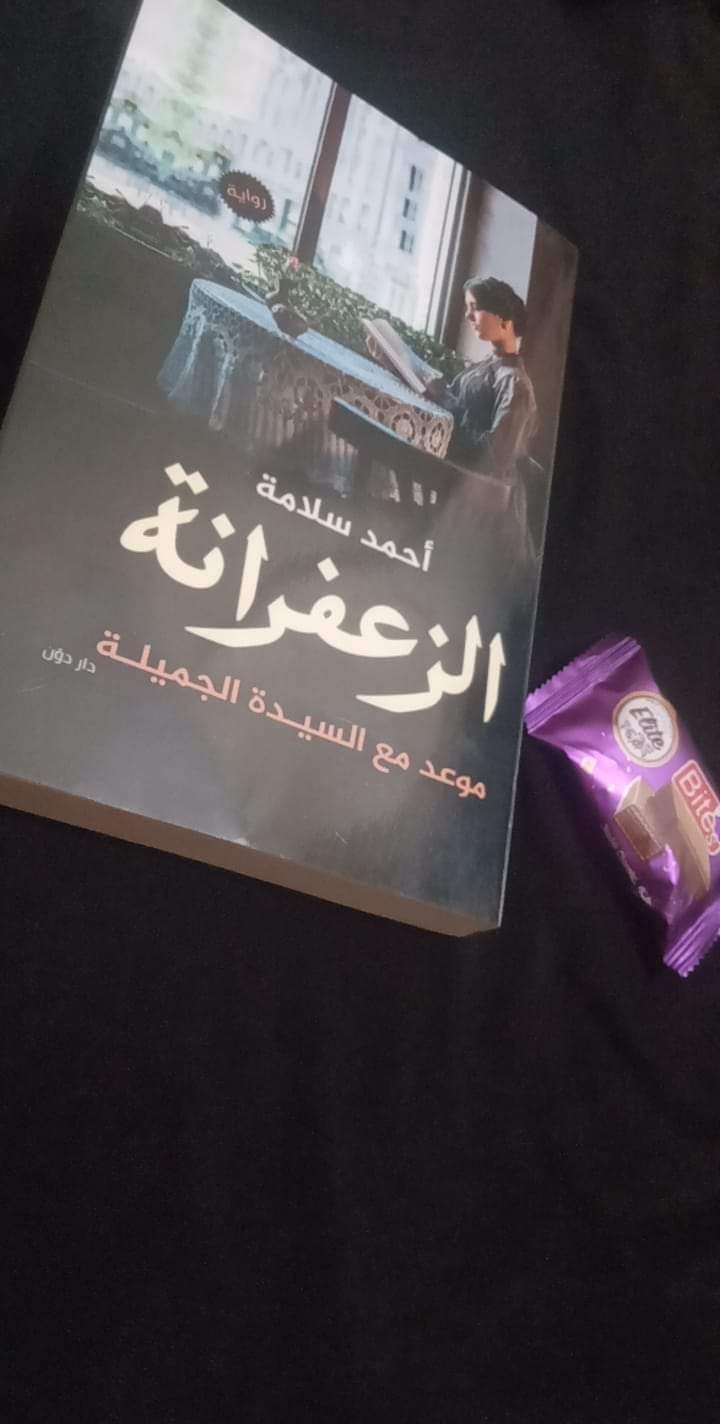 رواية
أحمد سلامة
الزعفرانة
موعد مع السيدة الجميلة
دار دوّن
Elite
Bites